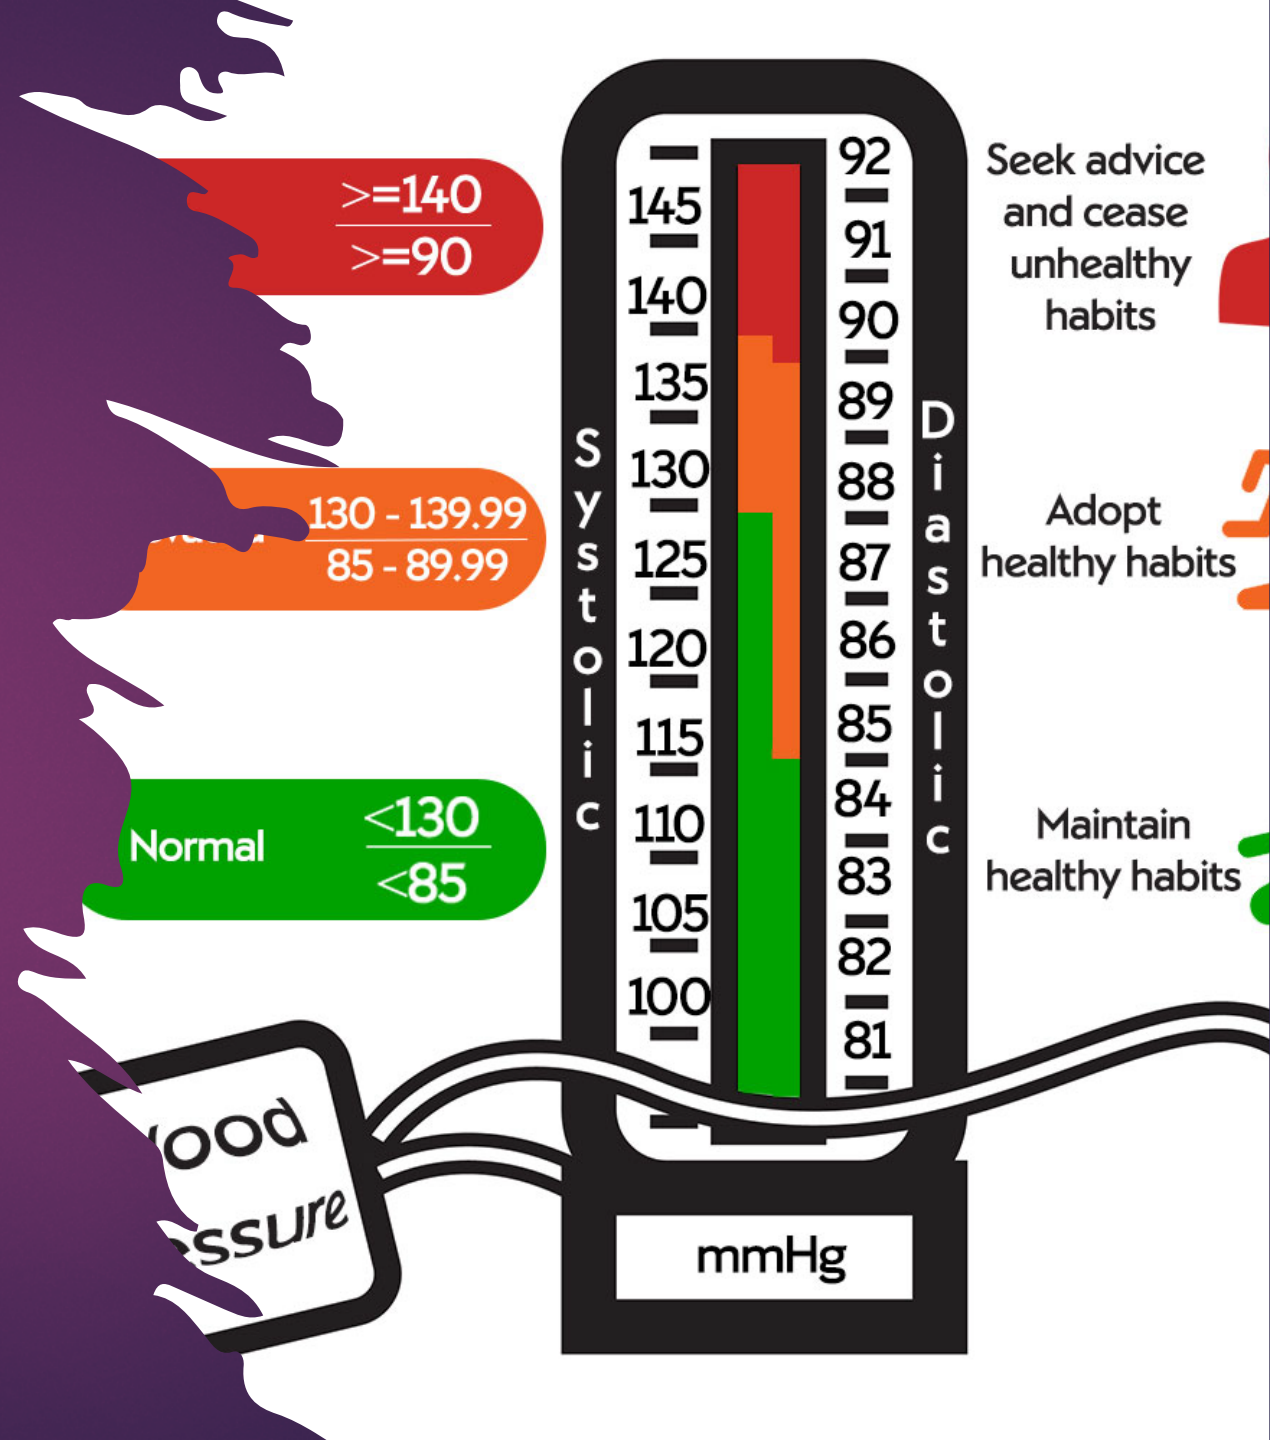 >=140
>=90
130 - 139.99
85 - 89.99
Normal
<130
<85
Systolic
145
140
135
130
125
120
115
110
105
100
92
91
90
89
88
87
86
85
84
83
82
81
Diastolic
Seek advice
and cease
unhealthy
habits
Adopt
healthy habits
Maintain
healthy habits
ood
essure
mmHg